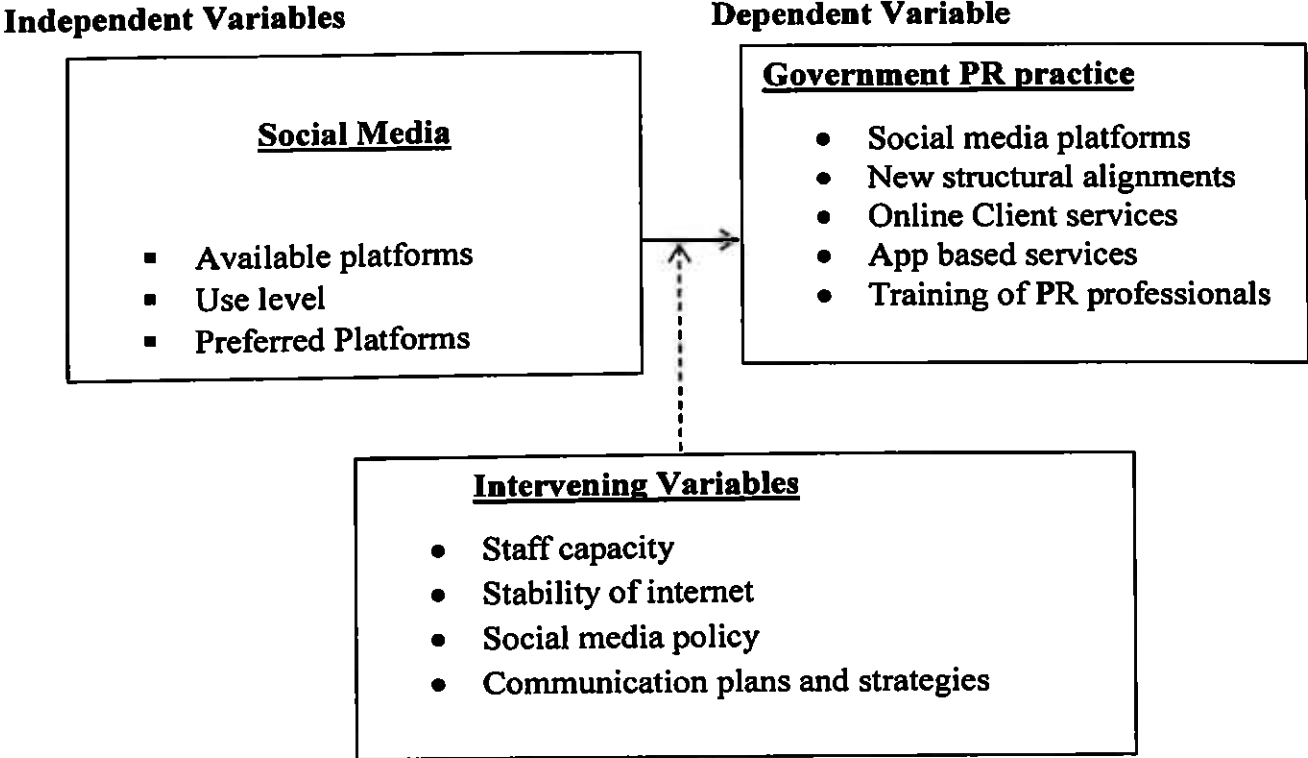 Independent Variables
Dependent Variable
Social Media
▪ Available platforms
▪ Use level
▪ Preferred Platforms
Government PR practice
● Social media platforms
● New structural alignments
● Online Client services
● App based services
● Training of PR professionals
Intervening Variables
● Staff capacity
● Stability of internet
● Social media policy
● Communication plans and strategies